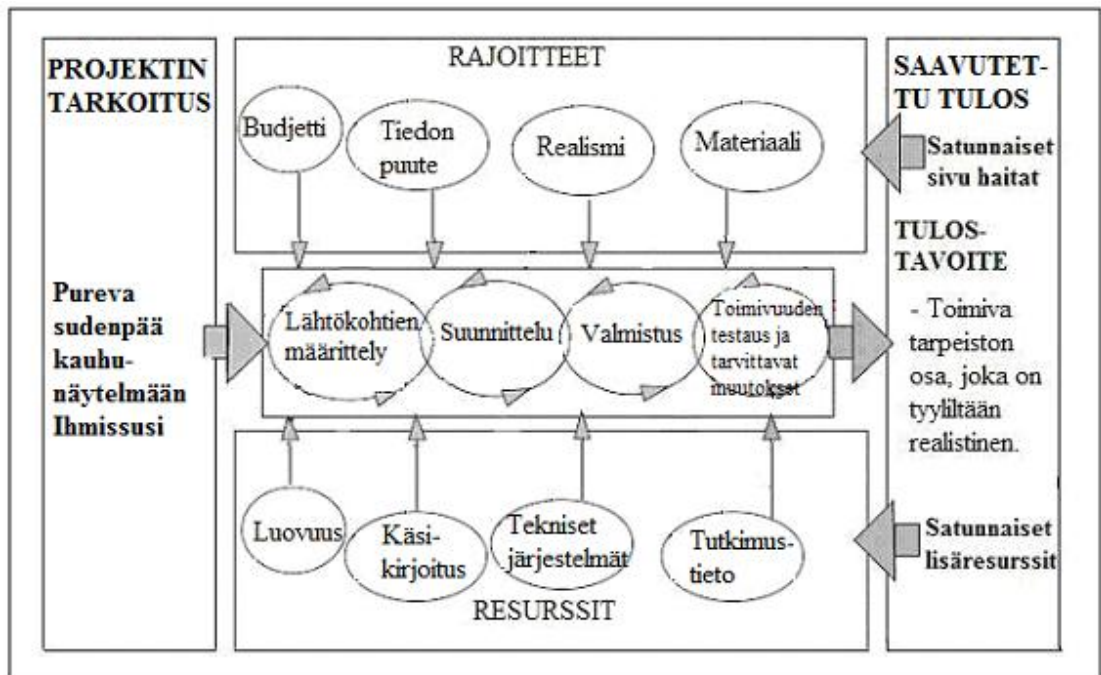 PROJEKTIN
TARKOITUS
Pureva
sudenpää
kauhu-
näytelmään
Ihmissusi
RAJOITTEET
Budjetti
Tiedon
puute
Realismi
Materiaali
Lähtökohtien
määrittely
Suunnittelu
Valmistus
Toimivuuden
testaus ja
tarvittavat
muutokset
Luovuus
Käsi-
kirjoitus
Tekniset
järjestelmät
Tutkimus-
tieto
RESURSSIT
SAAVUTET-
TU TULOS
Satunnaiset
sivu haitat
TULOS-
TAVOITE
- Toimiva
tarpeiston
osa, joka on
tyyliltään
realistinen.
Satunnaiset
lisäresurssit